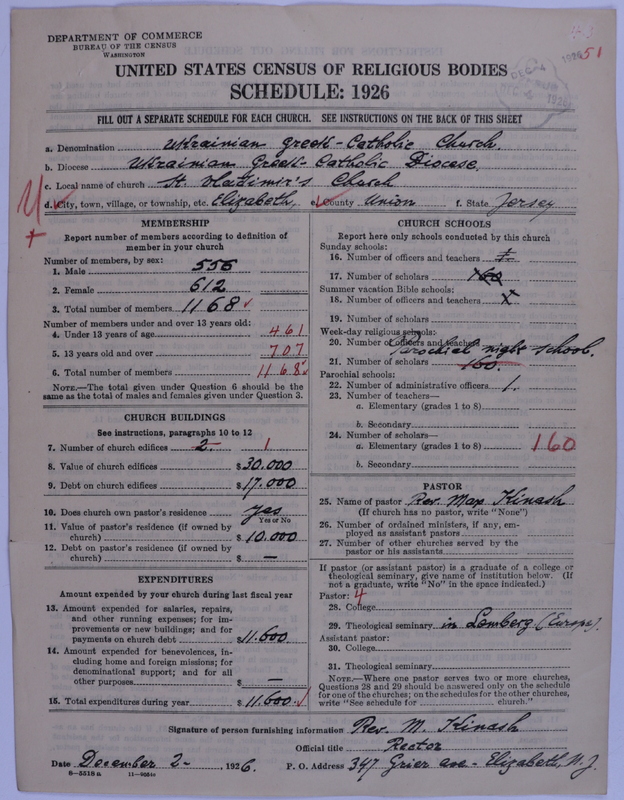 DEPARTMENT OF COMMERCE
BUREAU OF THE CENSUS
WASHINGTON
43
1926 51
DEC 4
1926
UNITED STATES CENSUS OF RELIGIOUS BODIES
SCHEDULE: 1926
FILL OUT A SEPARATE SCHEDULE FOR EACH CHURCH. SEE INSTRUCTIONS ON THE BACK OF THIS SHEET
a. Denomination Ukrainian Greek-Catholic Church.
b. Diocese Ukrainian Greek-Catholic Diocese.
c. Local name of church St. Vladimir's Church
d. City, town, village, or township, etc. Elizabeth, e. County Union f. State Jersey
MEMBERSHIP
Report number of members according to definition of
member in your church
Number of members, by sex:
1. Male 556
2. Female 612
3. Total number of members 1168
Number of members under and over 13 years old:
4. Under 13 years of age 461
5. 13 years old and over 707
6. Total number of members 1168
NOTE.—The total given under Question 6 should be the
same as the total of males and females given under Question 3.
CHURCH BUILDINGS
See instructions, paragraphs 10 to 12
7. Number of church edifices 2. 1
8. Value of church edifices $30.000
9. Debt on church edifices $17.000
10. Does church own pastor's residence yes
Yes or No
11. Value of pastor's residence (if owned by
church) $10.000
12. Debt on pastor's residence (if owned by
church) $ —
EXPENDITURES
Amount expended by your church during last fiscal year
13. Amount expended for salaries, repairs,
and other running expenses; for im-
provements or new buildings; and for
payments on church debt $11.600
14. Amount expended for benevolences, in-
cluding home and foreign missions; for
denominational support; and for all
other purposes $ —
15. Total expenditures during year $11.600
CHURCH SCHOOLS
Report here only schools conducted by this church
Sunday schools:
16. Number of officers and teachers 1.
17. Number of scholars 160
Summer vacation Bible schools:
18. Number of officers and teachers X
19. Number of scholars
Week-day religious schools:
20. Number of officers and teachers Parochial night school.
21. Number of scholars 160.
Parochial schools:
22. Number of administrative officers 1.
23. Number of teachers—
a. Elementary (grades 1 to 8)
b. Secondary
24. Number of scholars—
a. Elementary (grades 1 to 8) 160
b. Secondary
PASTOR
25. Name of pastor Rev. Max Kinash
(If church has no pastor, write "None")
26. Number of ordained ministers, if any, em-
ployed as assistant pastors
27. Number of other churches served by the
pastor or his assistants
If pastor (or assistant pastor) is a graduate of a college or
theological seminary, give name of institution below. (If
not a graduate, write "No" in the space indicated.)
Pastor: 4
28. College
29. Theological seminary in Lemberg (Europe).
Assistant pastor:
30. College
31. Theological seminary
NOTE.—Where one pastor serves two or more churches,
Questions 28 and 29 should be answered only on the schedule
for one of the churches; on the schedules for the other churches,
write "See schedule for church."
Signature of person furnishing information Rev. M. Kinash
Official title Rector
Date December 2-, 1926. P. O. Address 347 Grier ave - Elizabeth, N. J.
8—5518 a 11—9554